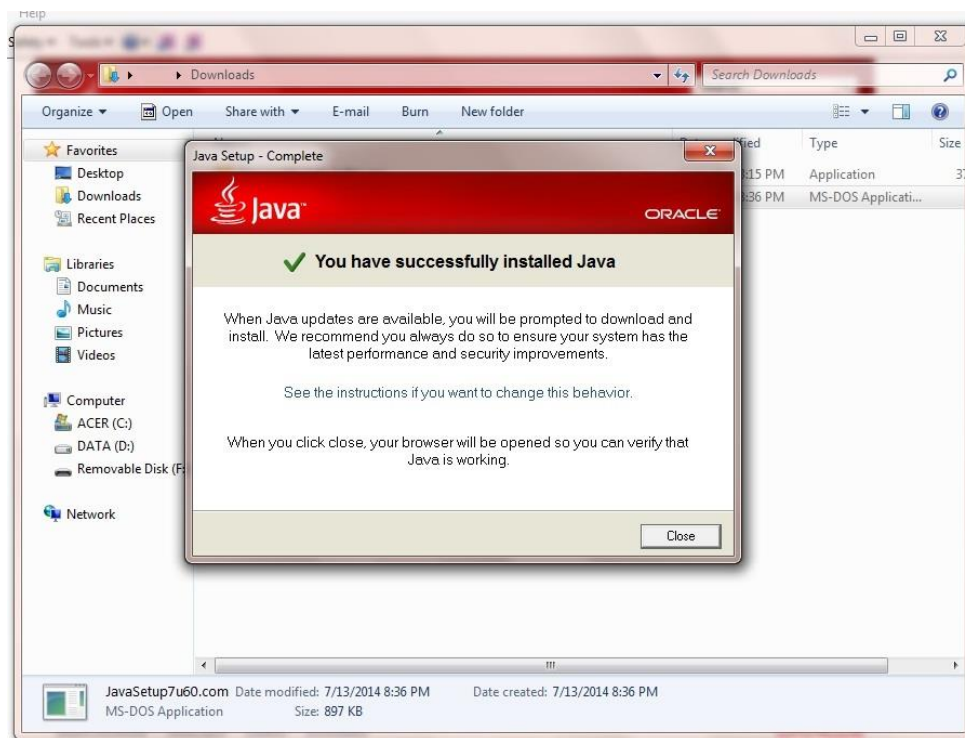 Help
Downloads
Search Downloads
Organize
Open
Share with
E-mail
Burn
New folder
Favorites
Desktop
Downloads
Recent Places
Libraries
Documents
Music
Pictures
Videos
Computer
ACER (C:)
DATA (D:)
Removable Disk (F:
Network
Type
Size
:15 PM
Application
:36 PM
MS-DOS Applicati...
Java Setup - Complete
Java
ORACLE
You have successfully installed Java
When Java updates are available, you will be prompted to download and
install. We recommend you always do so to ensure your system has the
latest performance and security improvements.
See the instructions if you want to change this behavior.
When you click close, your browser will be opened so you can verify that
Java is working.
Close
JavaSetup7u60.com Date modified: 7/13/2014 8:36 PM Date created: 7/13/2014 8:36 PM
MS-DOS Application Size: 897 KB